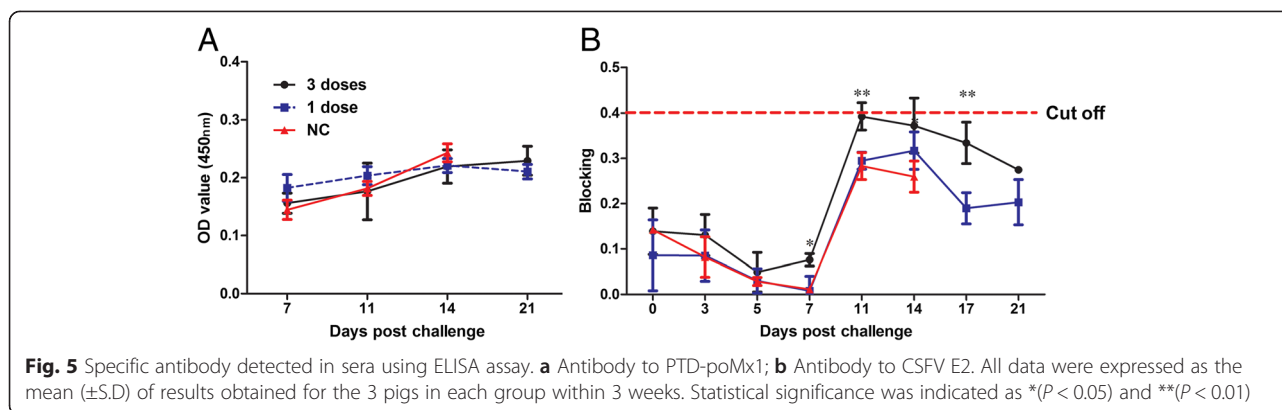 A
B
0.4
0.3
0.2
0.1
0.0
OD value (450nm)
3 doses
1 dose
NC
7 11 14 21
Days post challenge
0.5
0.4
0.3
0.2
0.1
0.0
Blocking
** **
Cut off
*
*
0 3 5 7 11 14 17 21
Days post challenge
Fig. 5 Specific antibody detected in sera using ELISA assay. a Antibody to PTD-poMx1; b Antibody to CSFV E2. All data were expressed as the
mean (±S.D) of results obtained for the 3 pigs in each group within 3 weeks. Statistical significance was indicated as *(P < 0.05) and **(P < 0.01)